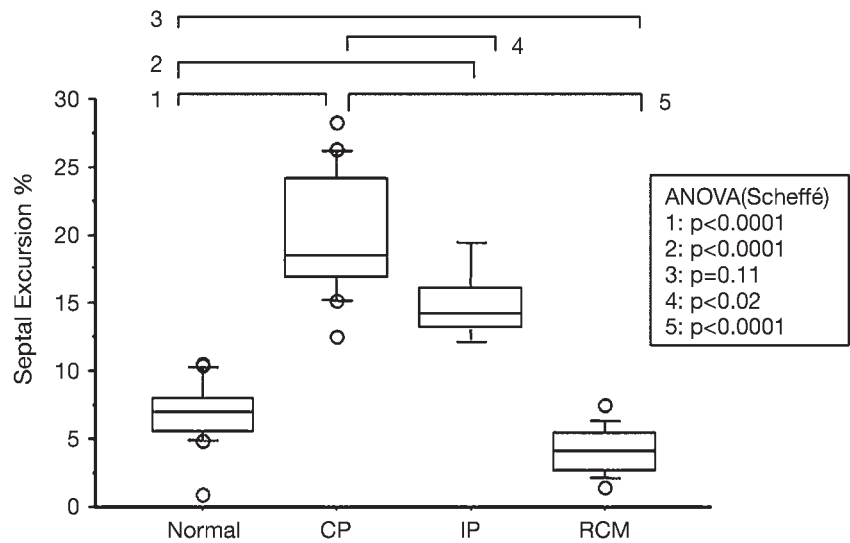 3
4
2
1
5
30
25
20
15
10
5
0
Septal Excursion %
Normal CP IP RCM
ANOVA(Scheffé)
1: p<0.0001
2: p<0.0001
3: p=0.11
4: p<0.02
5: p<0.0001